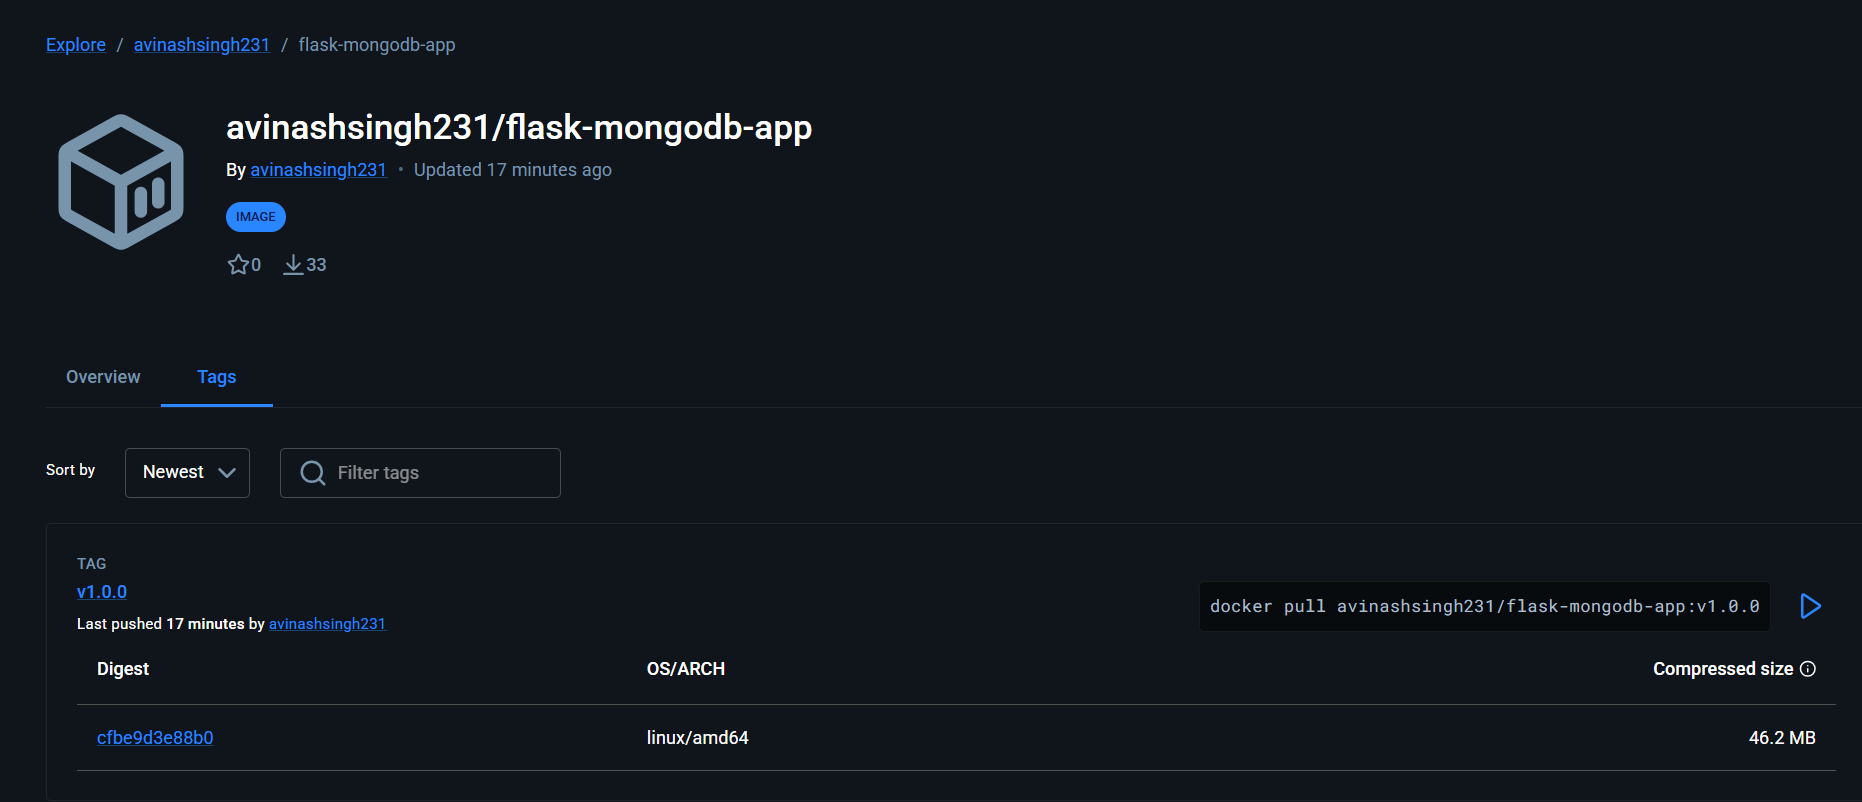 Explore / avinashsingh231 / flask-mongodb-app
avinashsingh231/flask-mongodb-app
By avinashsingh231 • Updated 17 minutes ago
IMAGE
0 33
Overview Tags
Sort by Newest Filter tags
TAG
v1.0.0
docker pull avinashsingh231/flask-mongodb-app:v1.0.0
Last pushed 17 minutes by avinashsingh231
Digest OS/ARCH Compressed size
cfbe9d3e88b0 linux/amd64 46.2 MB